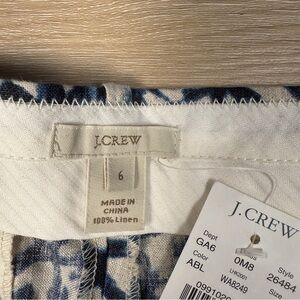 J.CREW
6
MADE IN
CHINA
100% Linen
J.CREW
Dept
GA6
0M8
Style
26484
Color
ABL
WA8249
Size